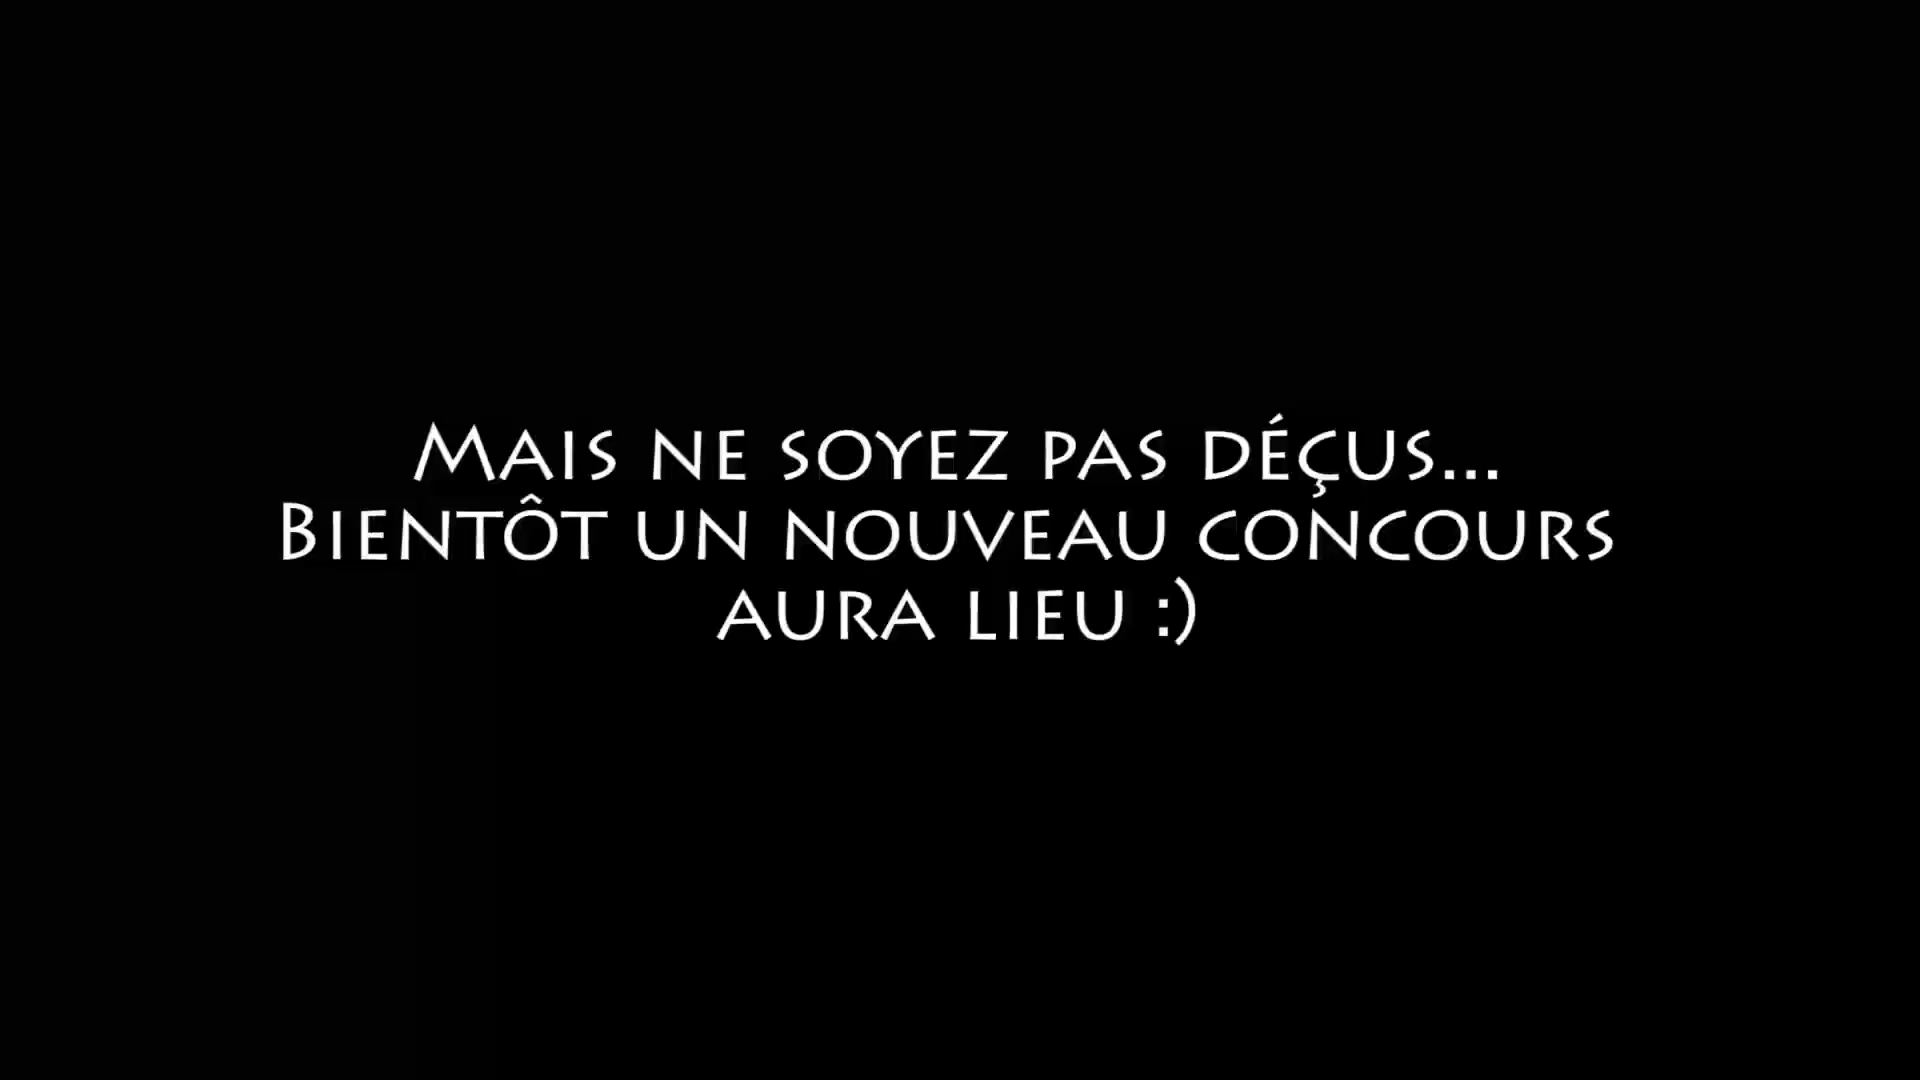 Mais ne soyez pas déçus...
Bientôt un nouveau concours
aura lieu :)